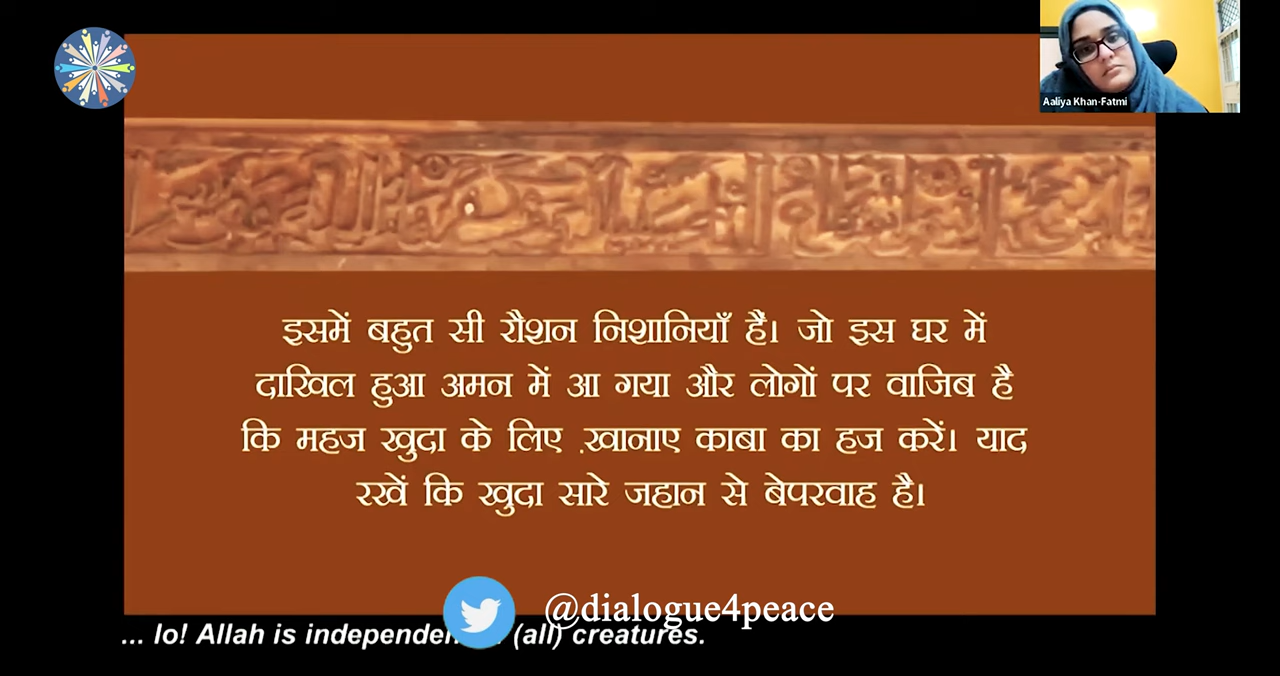 Aaliya Khan-Fatmi
इसमें बहुत सी रौशन निशानियाँ हैं। जो इस घर में
दाखिल हुआ अमन में आ गया और लोगों पर वाजिब है
कि महज खुदा के लिए .खानाए काबा का हज करें। याद
रखें कि खुदा सारे जहान से बेपरवाह है।
@dialogue4peace
... lo! Allah is (all) creatures.